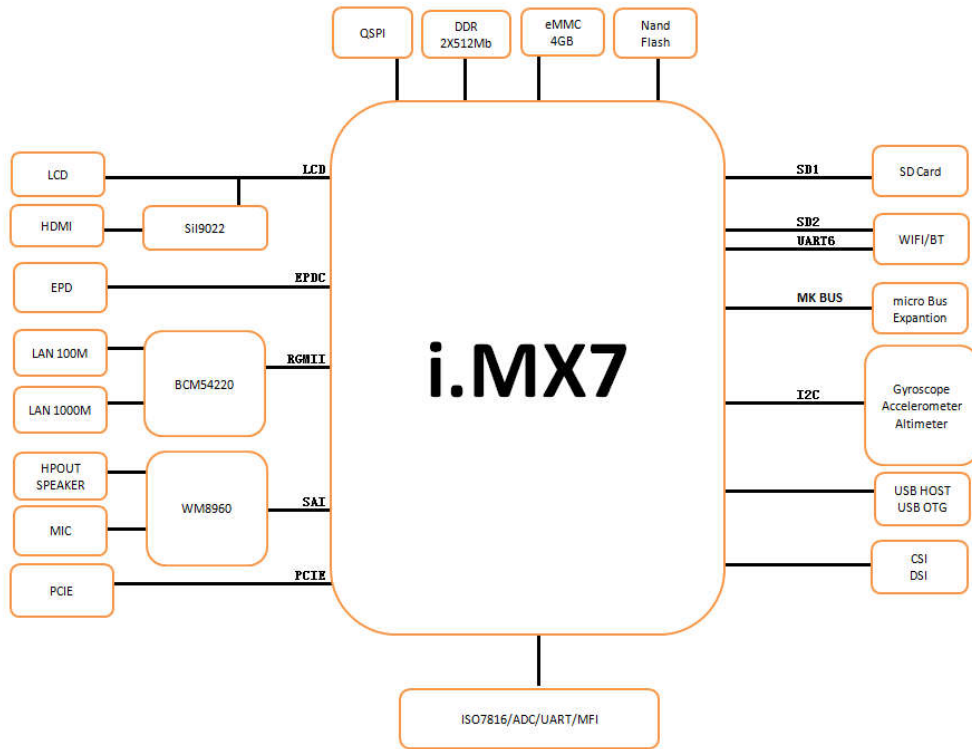 QSPI
DDR
2X512Mb
eMMC
4GB
Nand
Flash
LCD
LCD
HDMI
SiI9022
EPD
EPDC
LAN 100M
LAN 1000M
BCM54220
RGMII
HPOUT
SPEAKER
MIC
WM8960
SAI
PCIE
PCIE
i.MX7
SD1
SD Card
SD2
UART6
WIFI/BT
MK BUS
micro Bus
Expantion
I2C
Gyroscope
Accelerometer
Altimeter
USB HOST
USB OTG
CSI
DSI
ISO7816/ADC/UART/MFI